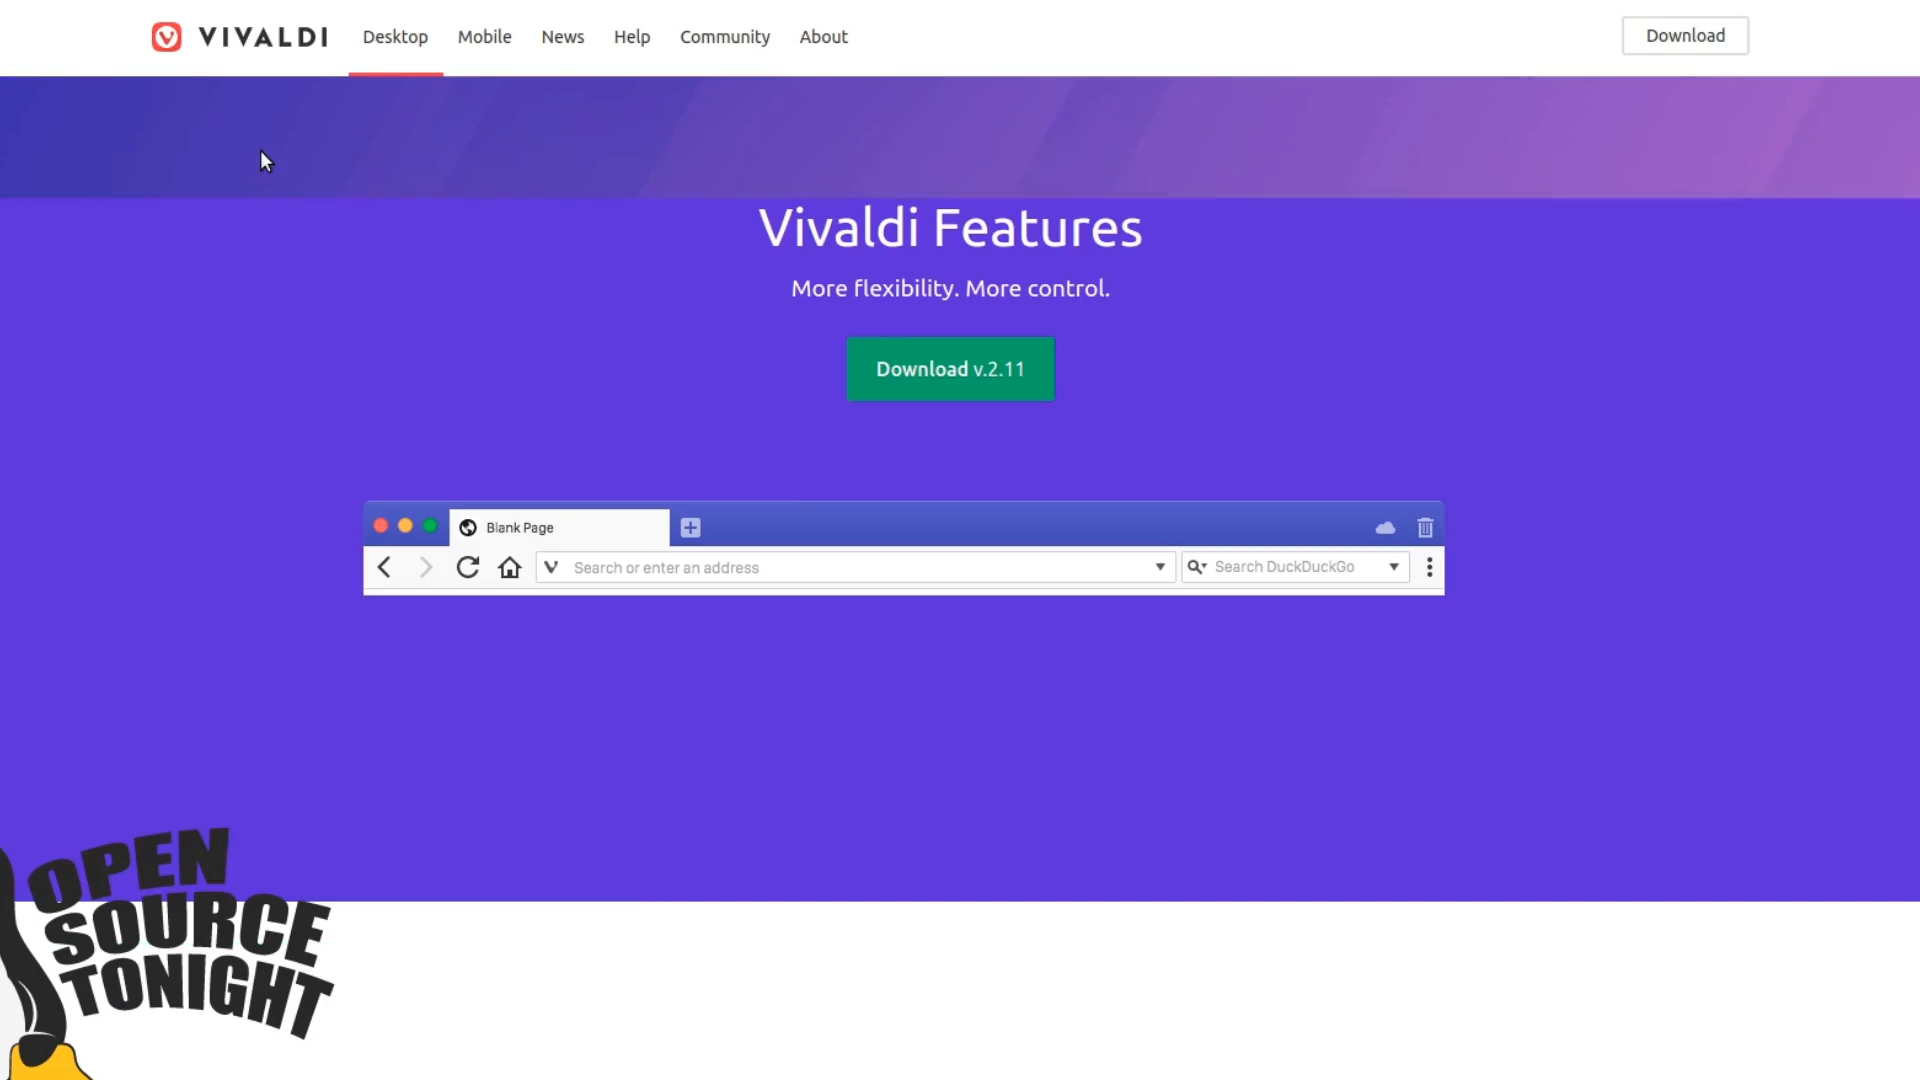 VIVALDI Desktop Mobile News Help Community About Download
Vivaldi Features
More flexibility. More control.
Download v.2.11
Blank Page
Search or enter an address Search DuckDuckGo
OPEN
SOURCE
TONIGHT